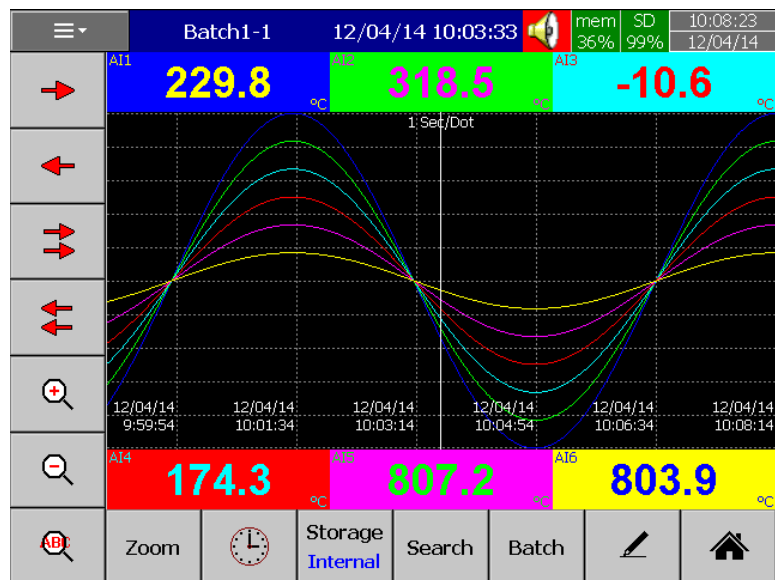 Batch1-1 12/04/14 10:03:33 mem 36% SD 99% 10:08:23 12/04/14
AI1 229.8 °C AI2 318.5 °C AI3 -10.6 °C
1 Sec/Dot
12/04/14 12/04/14 12/04/14 12/04/14 12/04/14 12/04/14
9:59:54 10:01:34 10:03:14 10:04:54 10:06:34 10:08:14
AI4 174.3 °C AI5 807.2 °C AI6 803.9 °C
ABC Zoom Storage Internal Search Batch